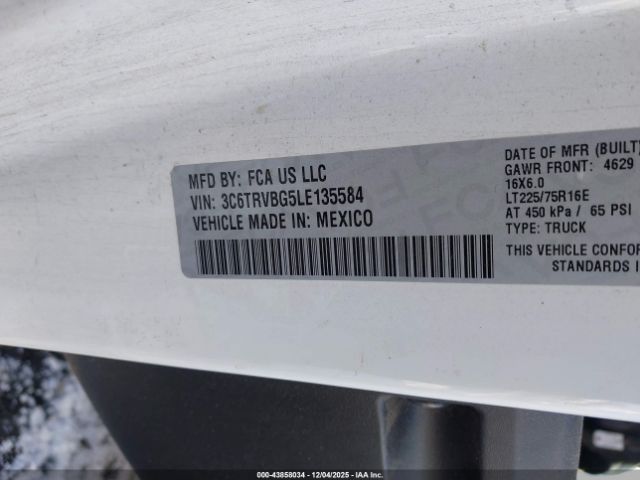 MFD BY: FCA US LLC
VIN: 3C6TRVBG5LE135584
VEHICLE MADE IN: MEXICO
DATE OF MFR (BUILT)
GAWR FRONT: 4629
16X6.0
LT225/75R16E
AT 450 kPa / 65 PSI
TYPE: TRUCK
THIS VEHICLE CONFOR
STANDARDS I
000-43858034 - 12/04/2025 - IAA Inc.